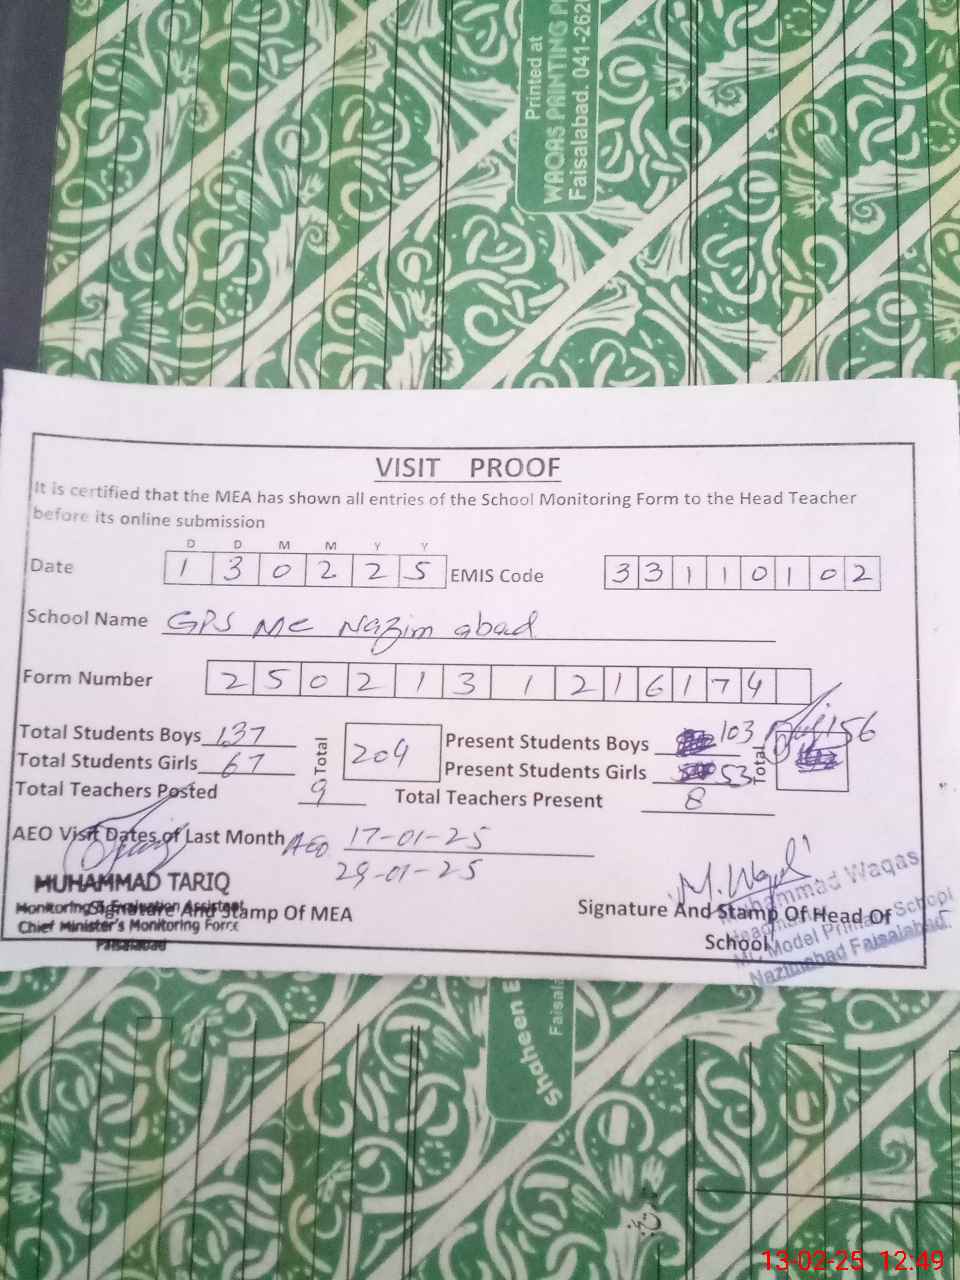 Printed at
WAQAS PRINTING
Faisalabad. 041-262
VISIT PROOF
It is certified that the MEA has shown all entries of the School Monitoring Form to the Head Teacher
before its online submission
D D M M Y Y
Date 1 3 0 2 2 5 EMIS Code 3 3 1 1 0 1 0 2
School Name GPS MC Nazim abad
Form Number 2 5 0 2 1 3 1 2 1 6 1 7 4
Total Students Boys 137 Total 204 Present Students Boys 103 Total 156
Total Students Girls 67 Present Students Girls 53
Total Teachers Posted 9 Total Teachers Present 8
AEO Visit Dates of Last Month AEO 17-01-25
29-01-25
MUHAMMAD TARIQ
Monitoring & Evaluation Assistant
Signature And Stamp Of MEA
Chief Minister's Monitoring Force
Faisalabad
M. Waqas
Signature And Stamp Of Head Of
School
Muhammad Waqas
Headmaster
MC Model Primary School
Nazimabad Faisalabad.
Shaheen
Faisala
13-02-25 12:49